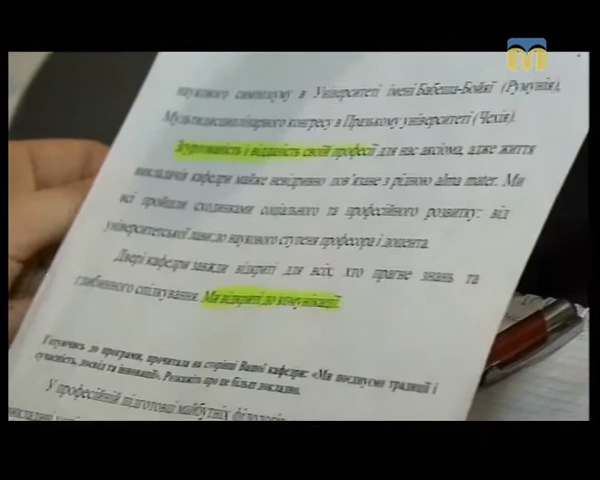 наукового симпозіуму в Університеті імені Бабеша-Бойяї (Румунія),
Мультидисциплінарного конгресу в Празькому університеті (Чехія).
Згуртованість і відданість своїй професії для нас аксіома, адже життя
викладачів кафедри майже невідривно пов’язане з рідною alma mater. Ми
всі пройшли сходинками соціального та професійного розвитку: від
університетської лави до наукового ступеня професора і доцента.
Двері кафедри завжди відкриті для всіх, хто прагне знань та
глибинного спілкування. Ми відкриті до комунікації!
Готуючись до програми, прочитала на сторінці Вашої кафедри: «Ми поєднуємо традиції і
сучасність, досвід та інновації». Розкажіть про це більш докладно.
У професійній підготовці майбутніх філологів